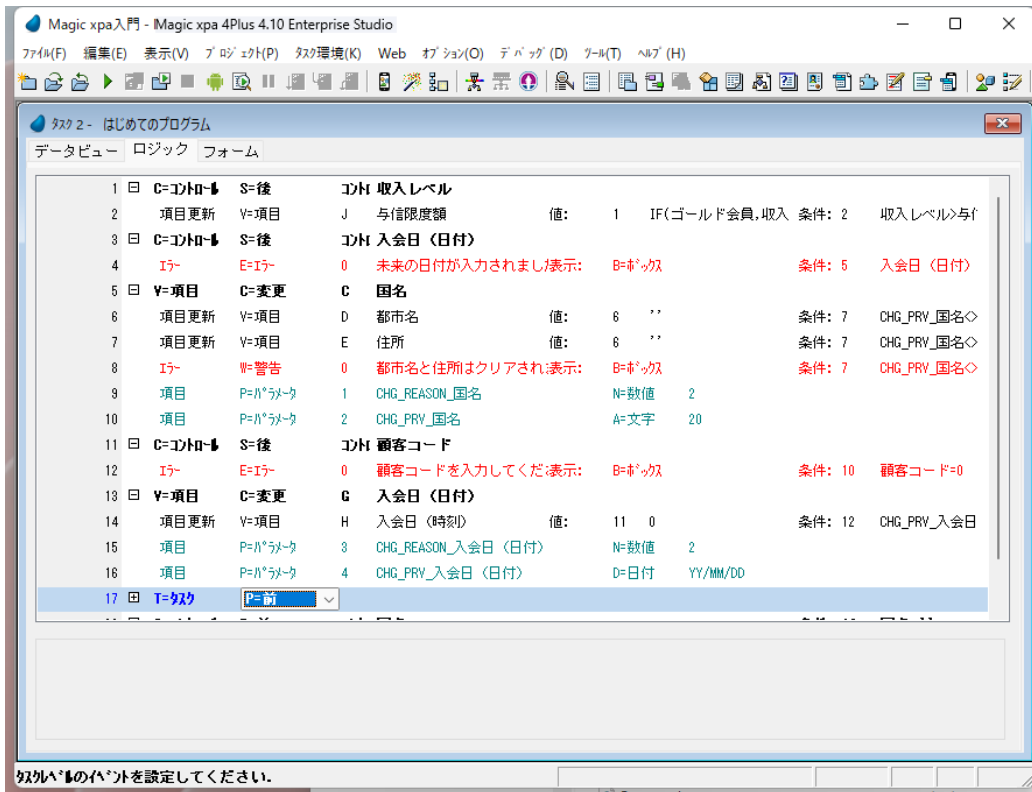 Magic xpa入門 - Magic xpa 4Plus 4.10 Enterprise Studio
ﾌｧｲﾙ(F) 編集(E) 表示(V) ﾌﾟﾛｼﾞｪｸﾄ(P) ﾀｽｸ環境(K) Web ｵﾌﾟｼｮﾝ(O) ﾃﾞﾊﾞｯｸﾞ(D) ﾂｰﾙ(T) ﾍﾙﾌﾟ(H)
ﾀｽｸ 2 - はじめてのプログラム
データビュー ロジック フォーム
1 C=ｺﾝﾄﾛｰﾙ S=後 ｺﾝﾄﾛ 収入レベル
2 項目更新 V=項目 J 与信限度額 値: 1 IF(ゴールド会員,収入 条件: 2 収入レベル>与信
3 C=ｺﾝﾄﾛｰﾙ S=後 ｺﾝﾄﾛ 入会日（日付）
4 ｴﾗｰ E=ｴﾗｰ 0 未来の日付が入力されました 表示: B=ﾎﾞｯｸｽ 条件: 5 入会日（日付）
5 V=項目 C=変更 C 国名
6 項目更新 V=項目 D 都市名 値: 6 '' 条件: 7 CHG_PRV_国名<>
7 項目更新 V=項目 E 住所 値: 6 '' 条件: 7 CHG_PRV_国名<>
8 ｴﾗｰ W=警告 0 都市名と住所はクリアされ 表示: B=ﾎﾞｯｸｽ 条件: 7 CHG_PRV_国名<>
9 項目 P=ﾊﾟﾗﾒｰﾀ 1 CHG_REASON_国名 N=数値 2
10 項目 P=ﾊﾟﾗﾒｰﾀ 2 CHG_PRV_国名 A=文字 20
11 C=ｺﾝﾄﾛｰﾙ S=後 ｺﾝﾄﾛ 顧客コード
12 ｴﾗｰ E=ｴﾗｰ 0 顧客コードを入力してくだ 表示: B=ﾎﾞｯｸｽ 条件: 10 顧客コード=0
13 V=項目 C=変更 G 入会日（日付）
14 項目更新 V=項目 H 入会日（時刻） 値: 11 0 条件: 12 CHG_PRV_入会日
15 項目 P=ﾊﾟﾗﾒｰﾀ 3 CHG_REASON_入会日（日付） N=数値 2
16 項目 P=ﾊﾟﾗﾒｰﾀ 4 CHG_PRV_入会日（日付） D=日付 YY/MM/DD
17 T=ﾀｽｸ P=前
ﾀｽｸﾚﾍﾞﾙのｲﾍﾞﾝﾄを設定してください.